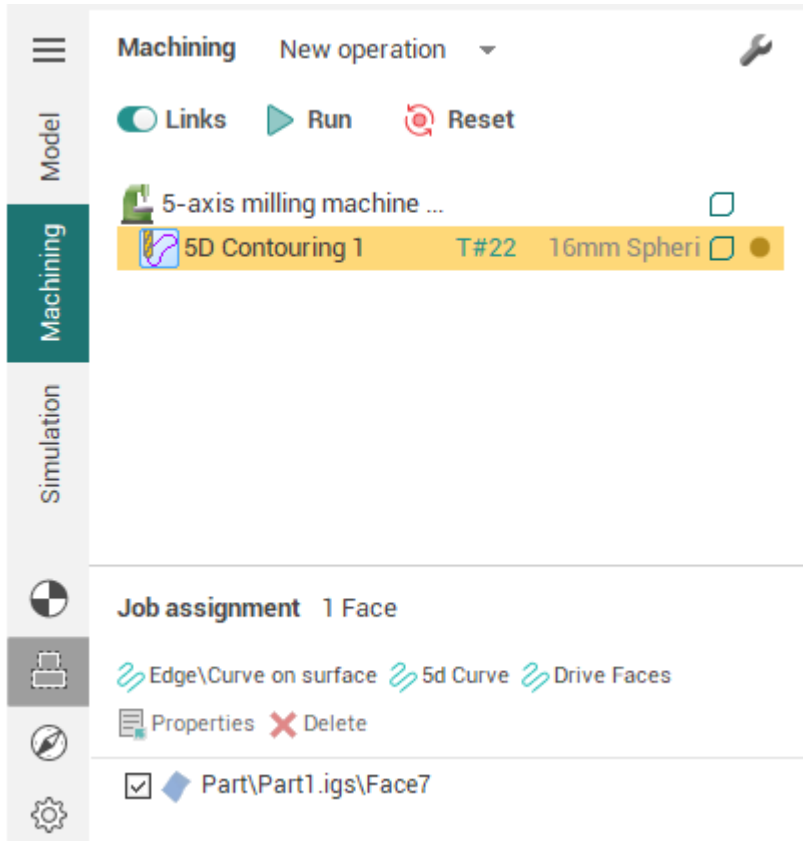 Machining New operation
Links Run Reset
Model
5-axis milling machine ...
5D Contouring 1 T#22 16mm Spheri
Machining
Simulation
Job assignment 1 Face
Edge\Curve on surface 5d Curve Drive Faces
Properties Delete
Part\Part1.igs\Face7